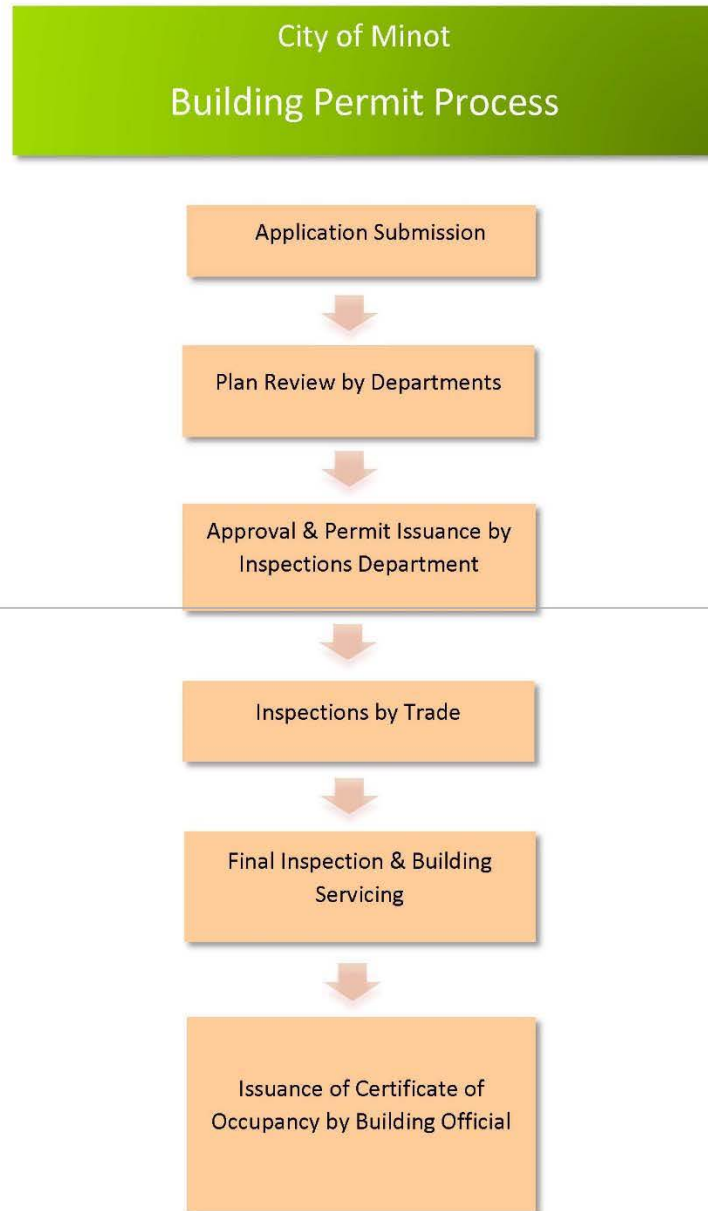 City of Minot
Building Permit Process
Application Submission
Plan Review by Departments
Approval & Permit Issuance by
Inspections Department
Inspections by Trade
Final Inspection & Building
Servicing
Issuance of Certificate of
Occupancy by Building Official